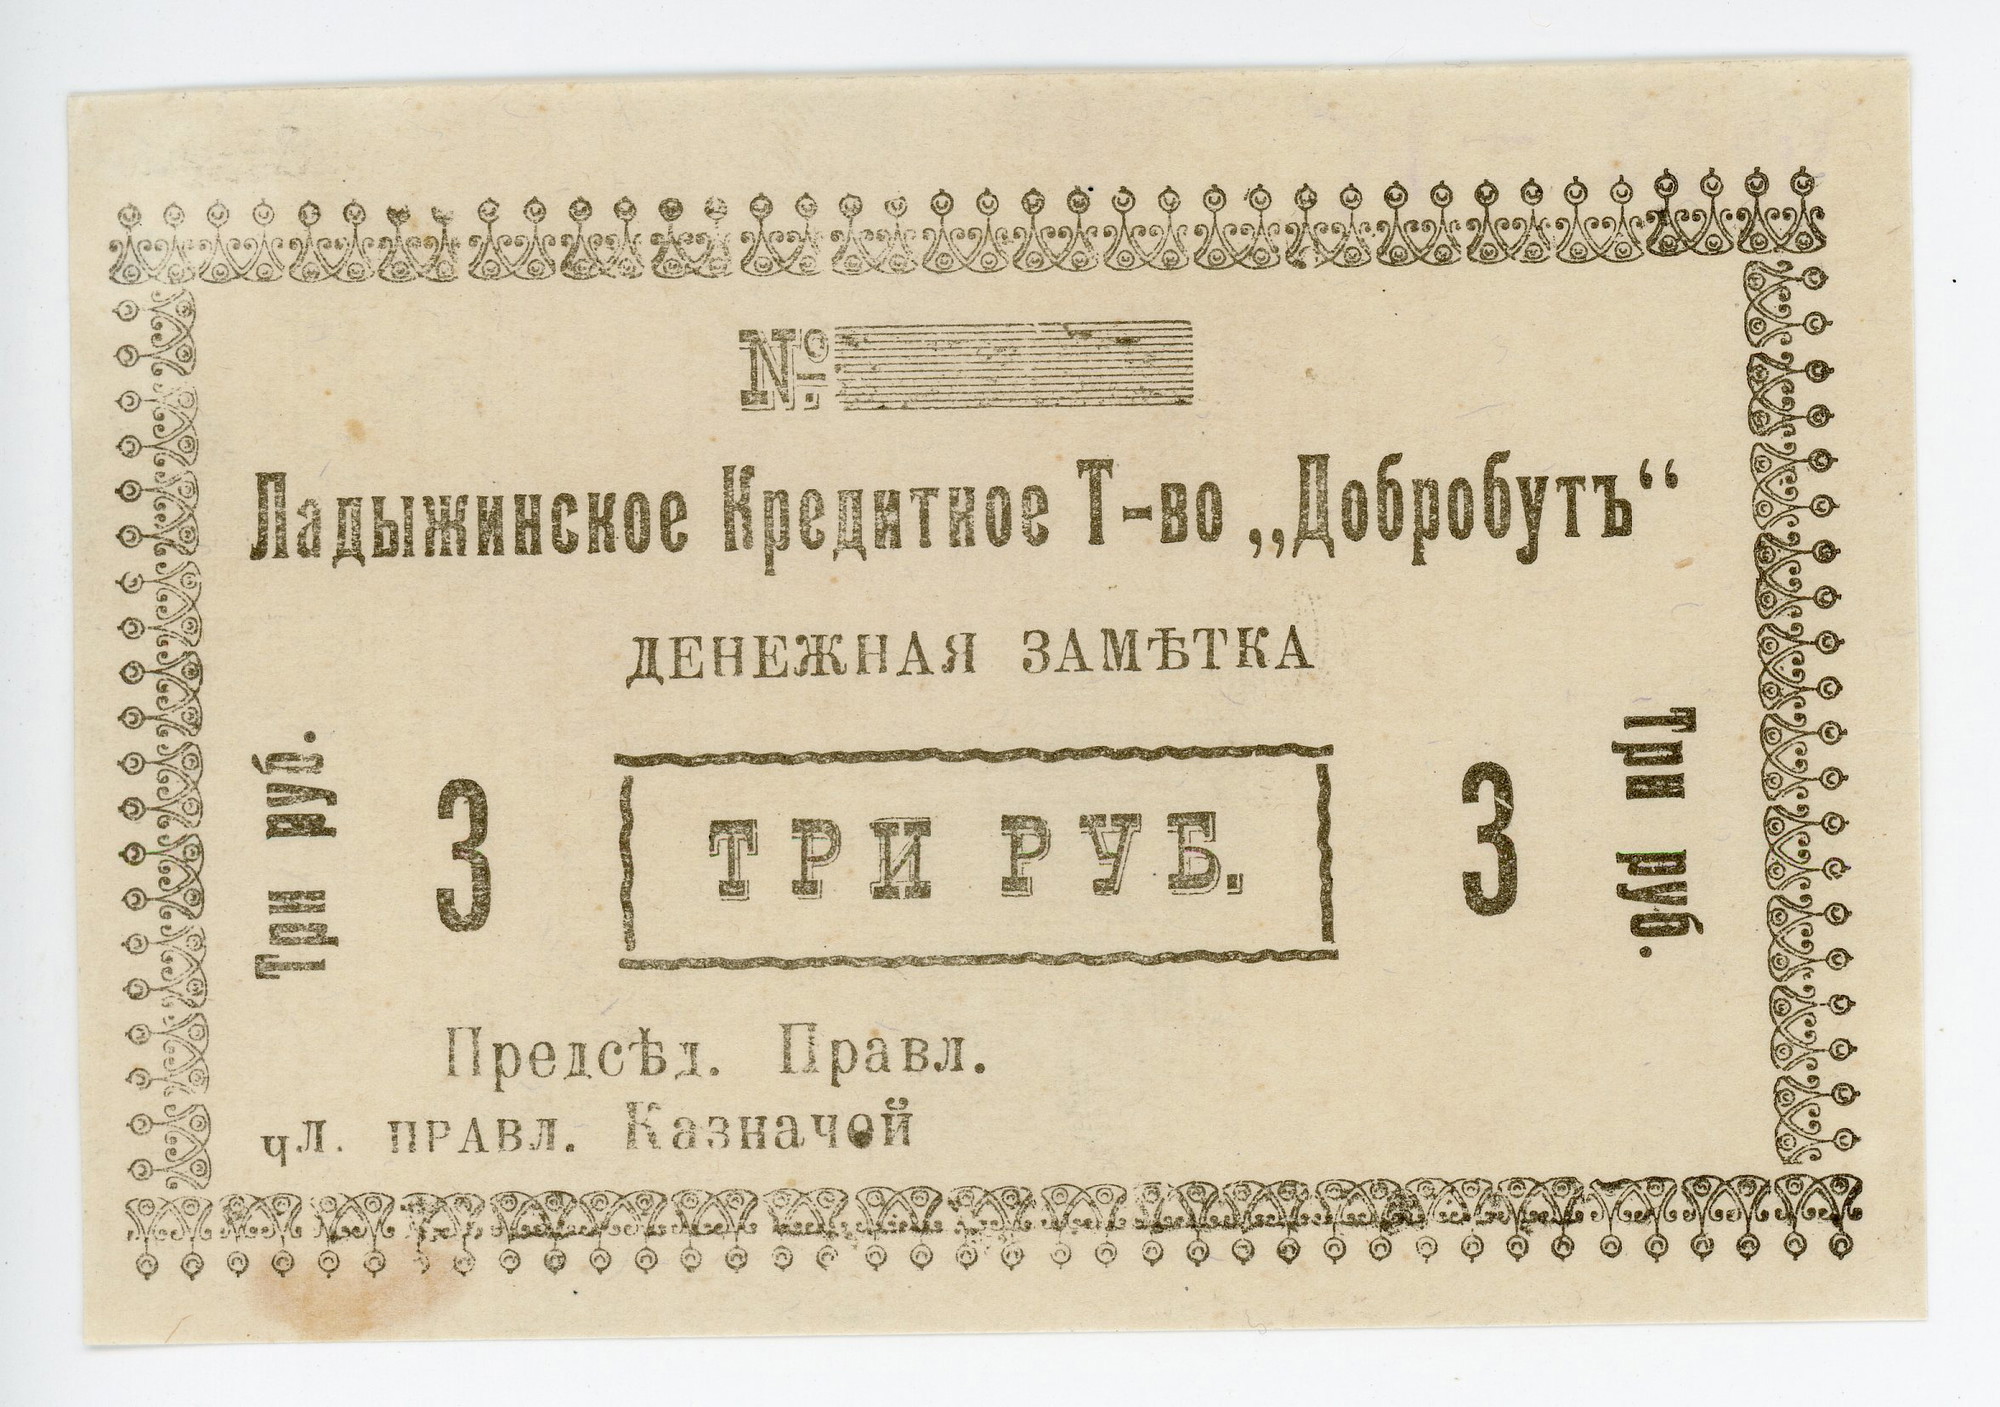 №
Ладыжинское Кредитное Т-во „Добробутъ“
ДЕНЕЖНАЯ ЗАМѢТКА
Три руб.
3
ТРИ РУБ.
3
Три руб.
Предсѣд. Правл.
чЛ. ПРАВЛ. Казначой